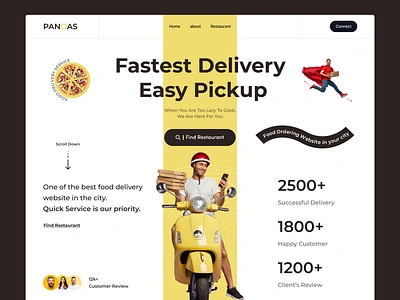 PANDAS
Home about Restaurant
Connect
FOOD DELIVERY SERVICE
Fastest Delivery
Easy Pickup
When You Are Too Lazy To Cook,
We Are Here For You
Find Restaurant
Food Ordering Website in your city
Scroll Down
One of the best food delivery
website in the city.
Quick Service is our priority.
Find Restaurant
2500+
Successful Delivery
1800+
Happy Customer
1200+
Client's Review
12k+
Customer Review